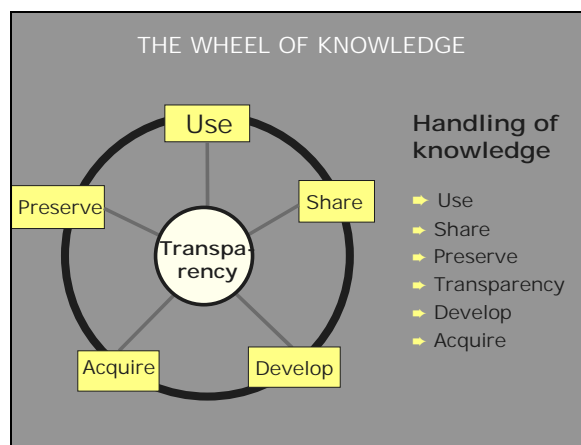 THE WHEEL OF KNOWLEDGE
Use
Preserve
Share
Transpa-
rency
Acquire
Develop
Handling of
knowledge
Use
Share
Preserve
Transparency
Develop
Acquire